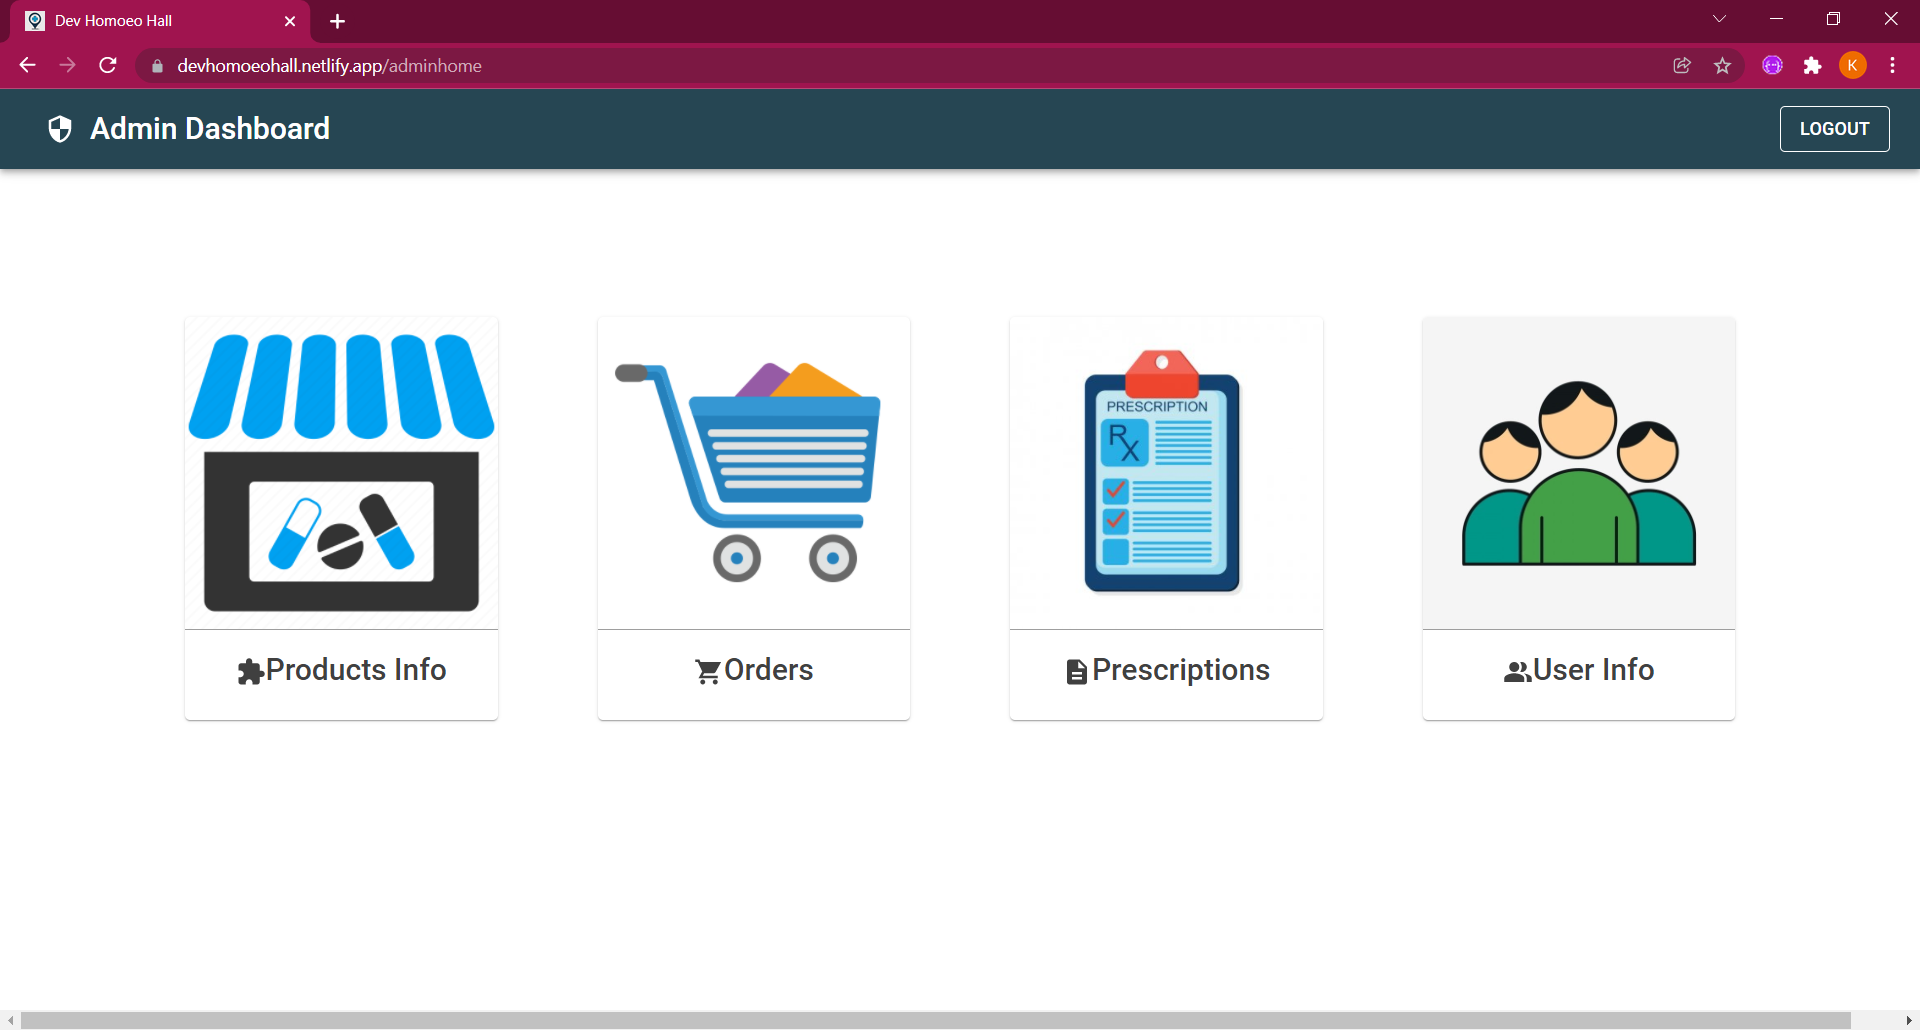 Dev Homoeo Hall
devhomoeohall.netlify.app/adminhome
K
Admin Dashboard
LOGOUT
PRESCRIPTION
Rx
Products Info
Orders
Prescriptions
User Info